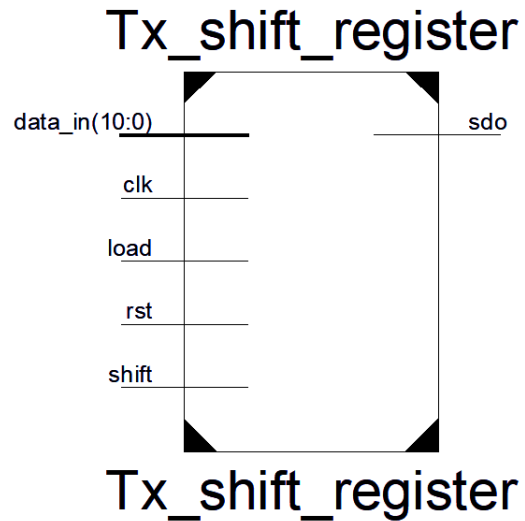 Tx_shift_register
data_in(10:0)
sdo
clk
load
rst
shift
Tx_shift_register